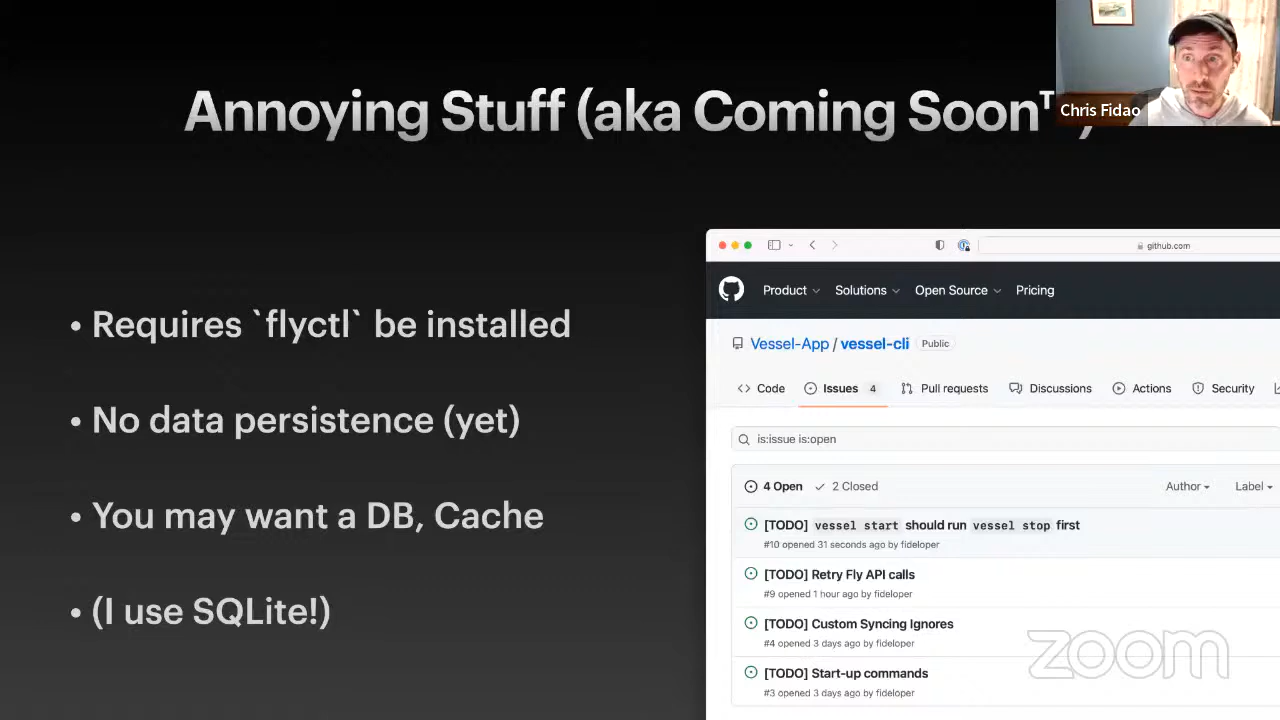 Annoying Stuff (aka Coming Soon
Chris Fidao
• Requires `flyctl` be installed
• No data persistence (yet)
• You may want a DB, Cache
• (I use SQLite!)
github.com
Product Solutions Open Source Pricing
Vessel-App / vessel-cli Public
Code Issues 4 Pull requests Discussions Actions Security
is:issue is:open
4 Open 2 Closed Author Label
[TODO] vessel start should run vessel stop first
#10 opened 31 seconds ago by fideloper
[TODO] Retry Fly API calls
#9 opened 1 hour ago by fideloper
[TODO] Custom Syncing Ignores
#4 opened 3 days ago by fideloper
[TODO] Start-up commands
#3 opened 3 days ago by fideloper
zoom